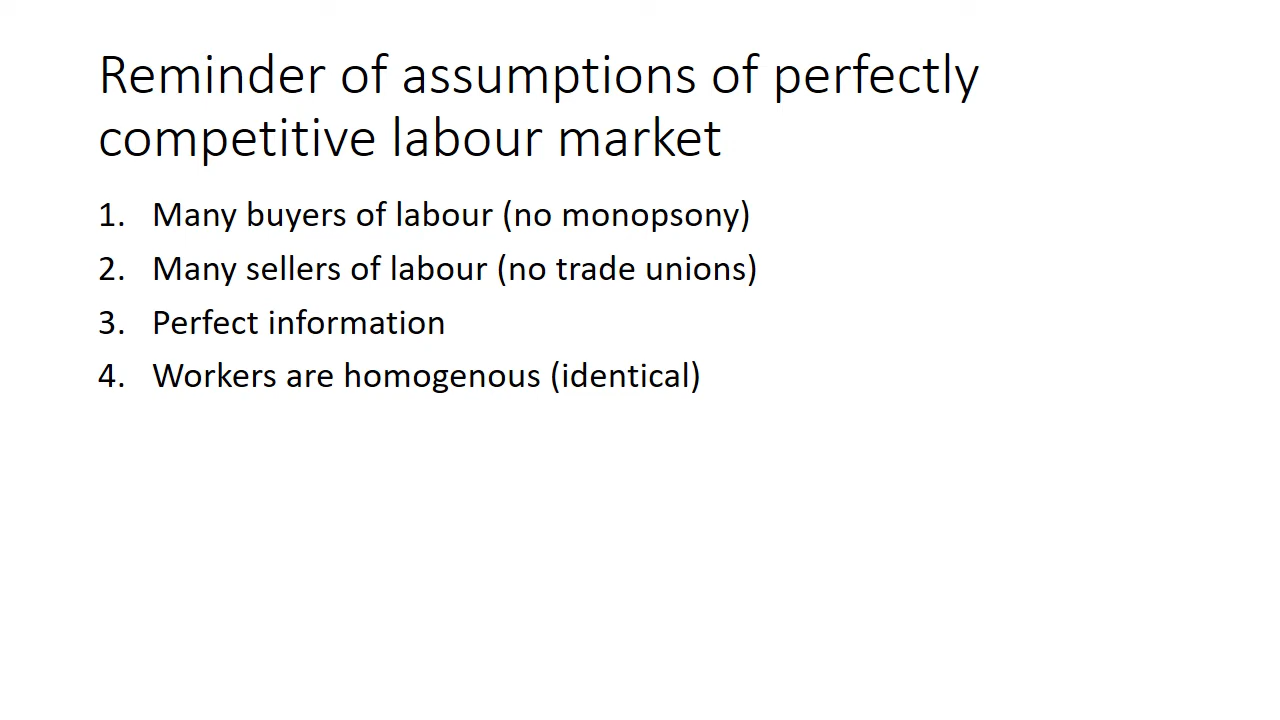 Reminder of assumptions of perfectly
competitive labour market
1. Many buyers of labour (no monopsony)
2. Many sellers of labour (no trade unions)
3. Perfect information
4. Workers are homogenous (identical)